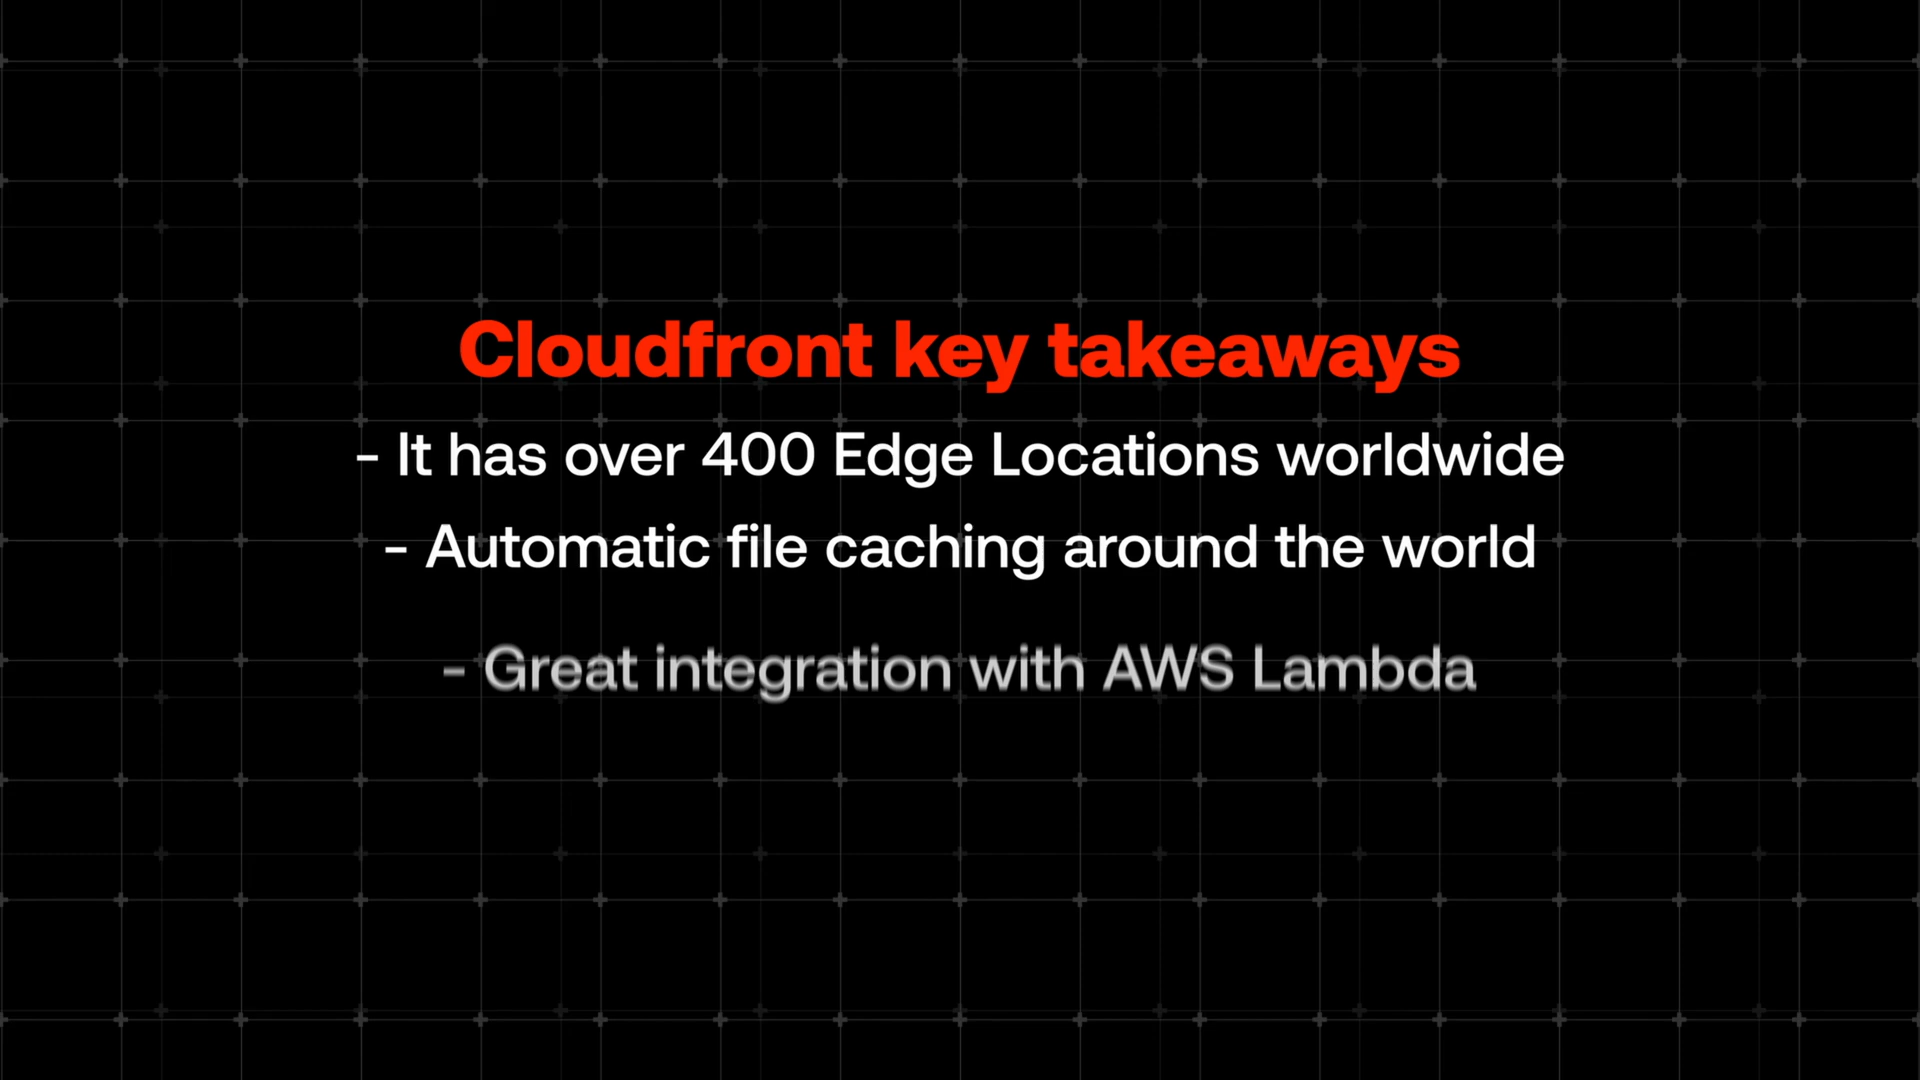 Cloudfront key takeaways
- It has over 400 Edge Locations worldwide
- Automatic file caching around the world
- Great integration with AWS Lambda